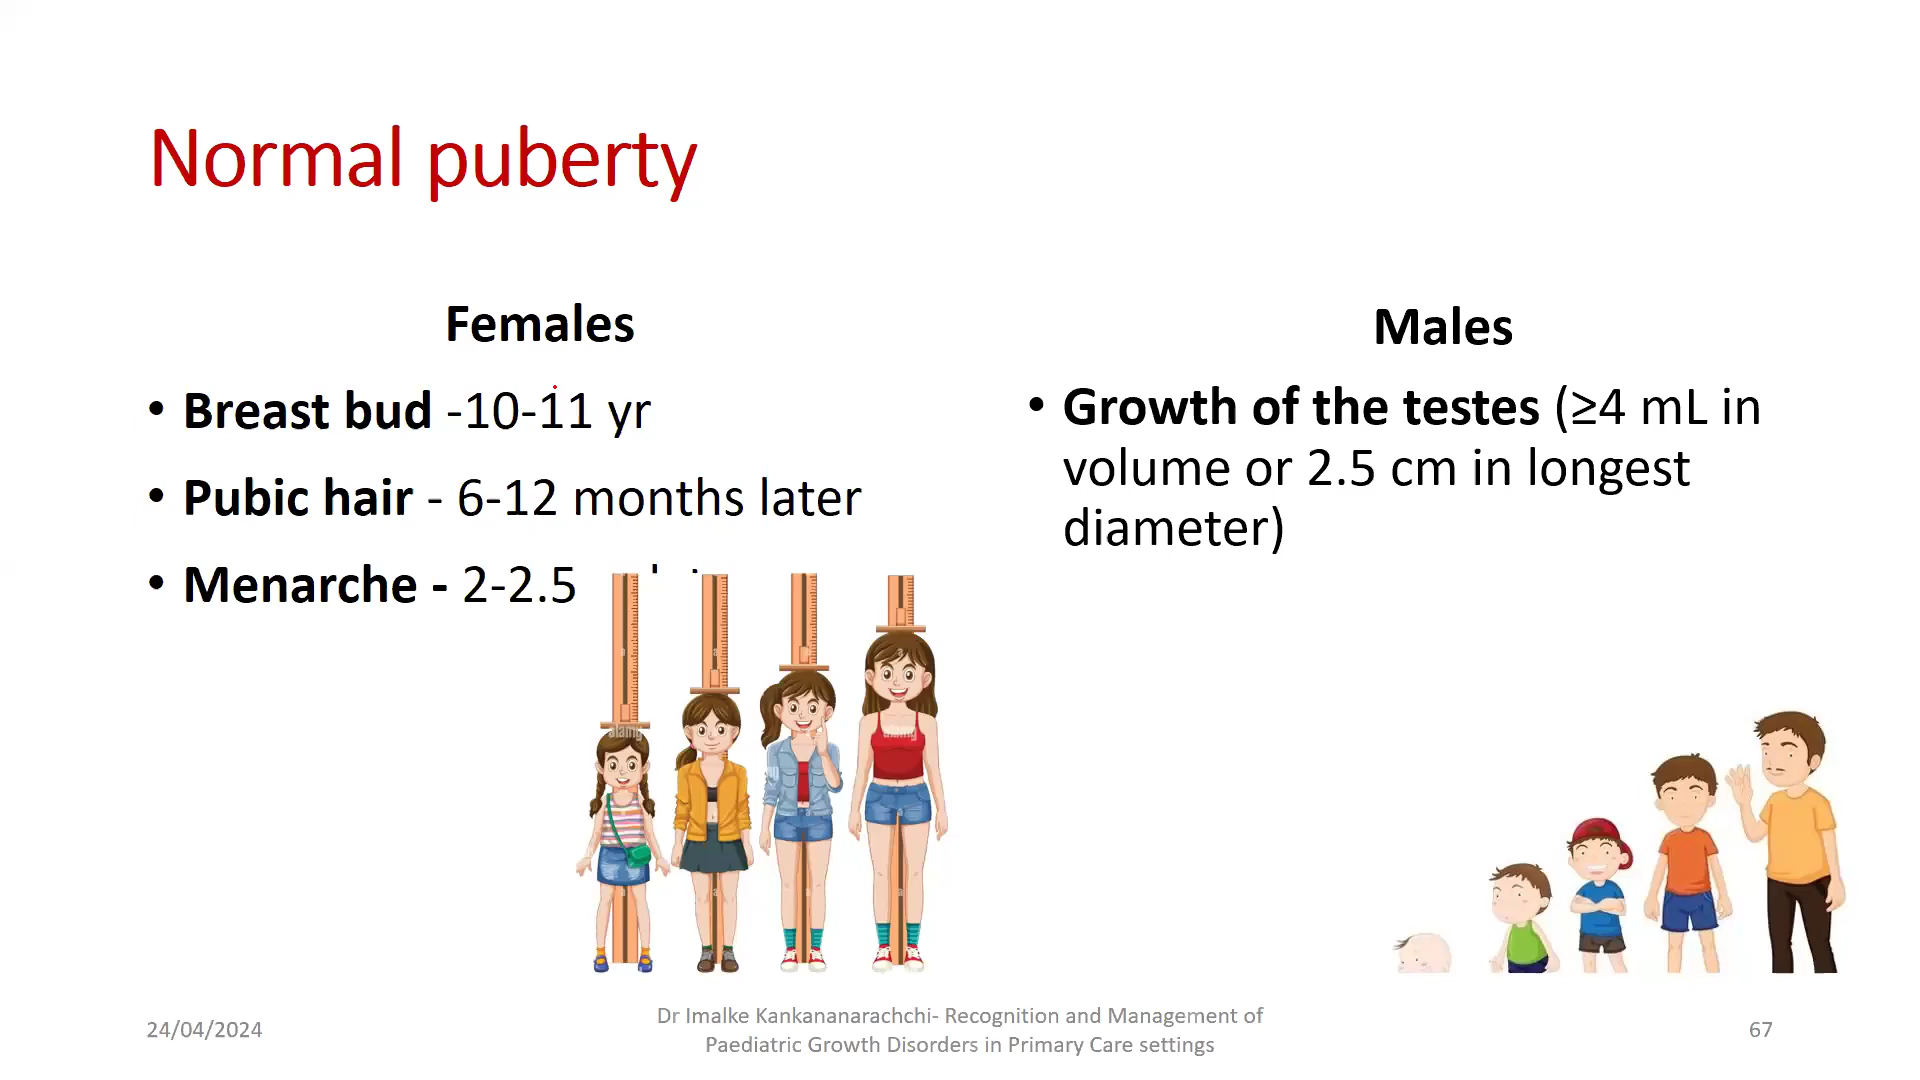 Normal puberty
Females
• Breast bud -10-11 yr
• Pubic hair - 6-12 months later
• Menarche - 2-2.5
Males
• Growth of the testes (≥4 mL in
volume or 2.5 cm in longest
diameter)
24/04/2024
Dr Imalke Kankananarachchi- Recognition and Management of
Paediatric Growth Disorders in Primary Care settings
67